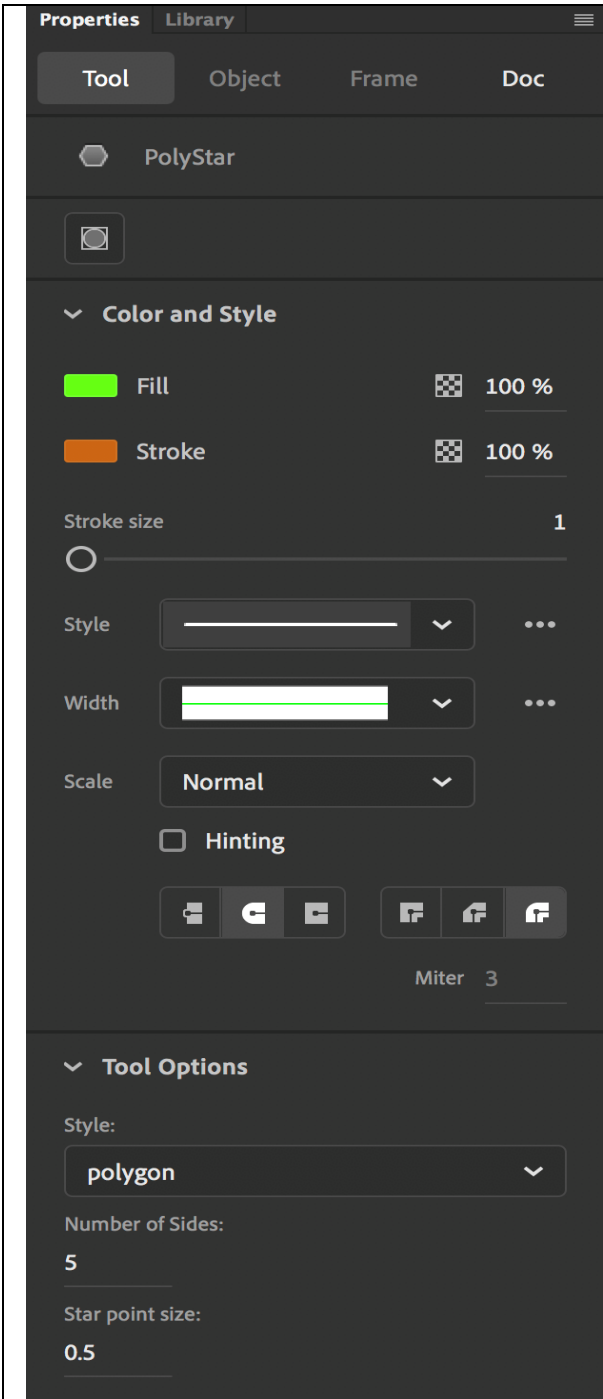 Properties Library
Tool Object Frame Doc
PolyStar
Color and Style
Fill 100 %
Stroke 100 %
Stroke size 1
Style
Width
Scale Normal
Hinting
Miter 3
Tool Options
Style:
polygon
Number of Sides:
5
Star point size:
0.5